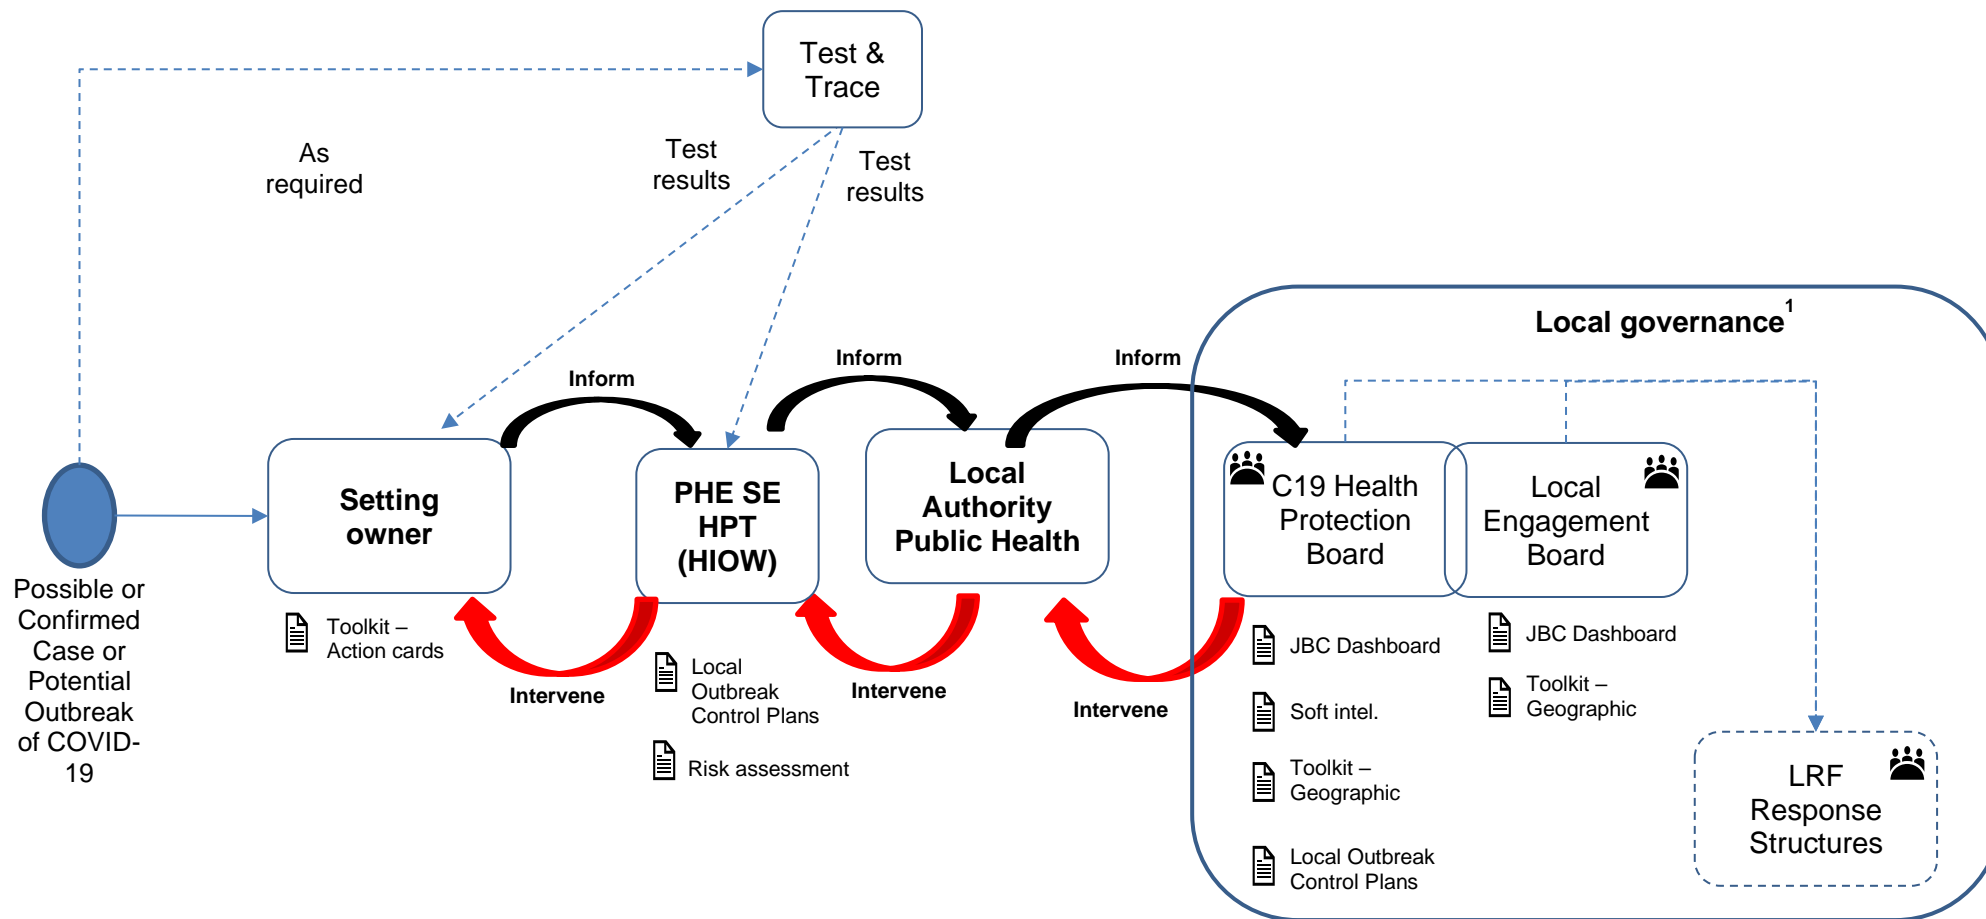 Test &
Trace
As
required
Test
results
Test
results
Local governance1
Inform
Inform
Inform
Setting
owner
PHE SE
HPT
(HIOW)
Local
Authority
Public Health
C19 Health
Protection
Board
Local
Engagement
Board
Possible or
Confirmed
Case or
Potential
Outbreak
of COVID-
19
Toolkit –
Action cards
Intervene
Local
Outbreak
Control Plans
Risk assessment
Intervene
Intervene
JBC Dashboard
Soft intel.
Toolkit –
Geographic
Local Outbreak
Control Plans
JBC Dashboard
Toolkit –
Geographic
LRF
Response
Structures